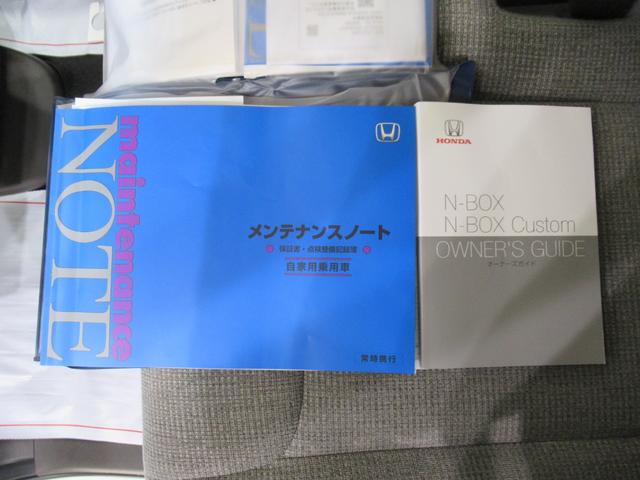 maintenance
NOTE
メンテナンスノート
保証書・点検整備記録簿
自家用乗用車
常時携行
HONDA
N-BOX
N-BOX Custom
OWNER'S GUIDE
オーナーズガイド